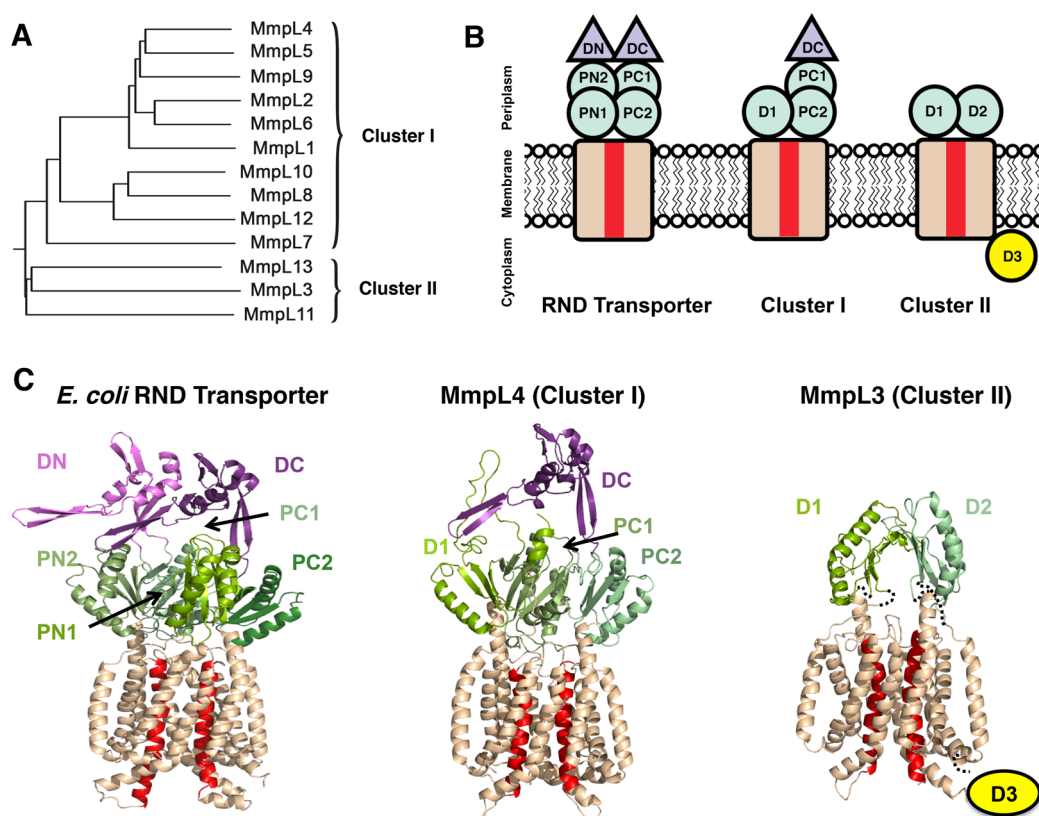 A
MmpL4
MmpL5
MmpL9
MmpL2
MmpL6
MmpL1
MmpL10
MmpL8
MmpL12
MmpL7
MmpL13
MmpL3
MmpL11
Cluster I
Cluster II
B
Periplasm
Membrane
Cytoplasm
DN DC
PN2 PC1
PN1 PC2
RND Transporter
DC
PC1
D1 PC2
Cluster I
D1 D2
D3
Cluster II
C
E. coli RND Transporter
DN
DC
PC1
PN2
PC2
PN1
MmpL4 (Cluster I)
DC
PC1
D1
PC2
MmpL3 (Cluster II)
D1
D2
D3